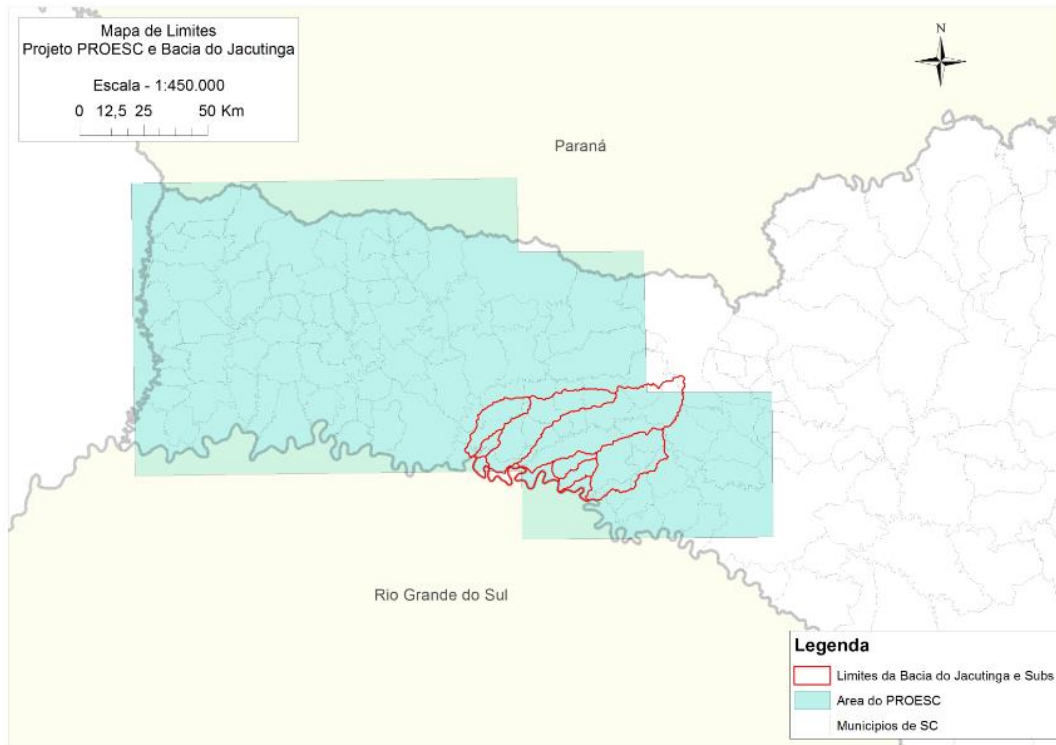 Mapa de Limites
Projeto PROESC e Bacia do Jacutinga
Escala - 1:450.000
0 12,5 25 50 Km
N
Paraná
Rio Grande do Sul
Legenda
Limites da Bacia do Jacutinga e Subs
Area do PROESC
Municipios de SC